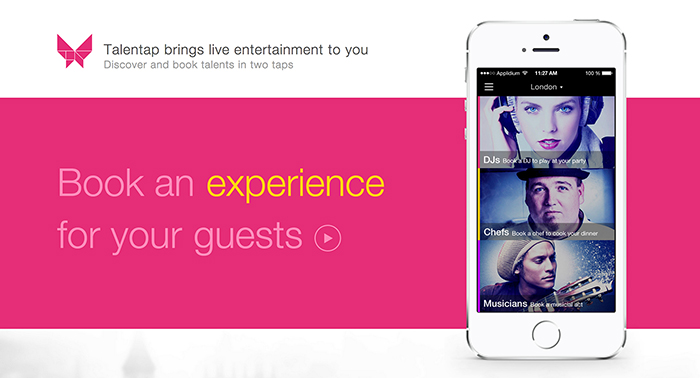 Talentap brings live entertainment to you
Discover and book talents in two taps
Book an experience
for your guests
Applidium 11:27 AM 100 %
London
DJs Book a DJ to play at your party
Chefs Book a chef to cook your dinner
Musicians Book a musical act